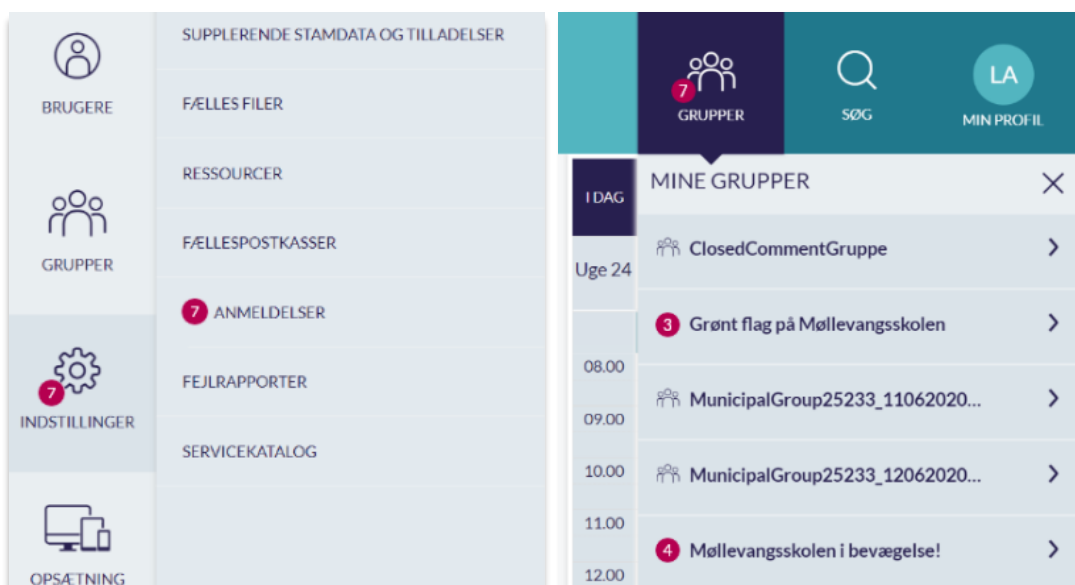 BRUGERE
GRUPPER
7
INDSTILLINGER
OPSÆTNING
SUPPLERENDE STAMDATA OG TILLADELSER
FÆLLES FILER
RESSOURCER
FÆLLESPOSTKASSER
7 ANMELDELSER
FEJLRAPPORTER
SERVICEKATALOG
7
GRUPPER
SØG
LA
MIN PROFIL
I DAG
Uge 24
08.00
09.00
10.00
11.00
12.00
MINE GRUPPER
ClosedCommentGruppe
3 Grønt flag på Møllevangsskolen
MunicipalGroup25233_11062020...
MunicipalGroup25233_12062020...
4 Møllevangsskolen i bevægelse!